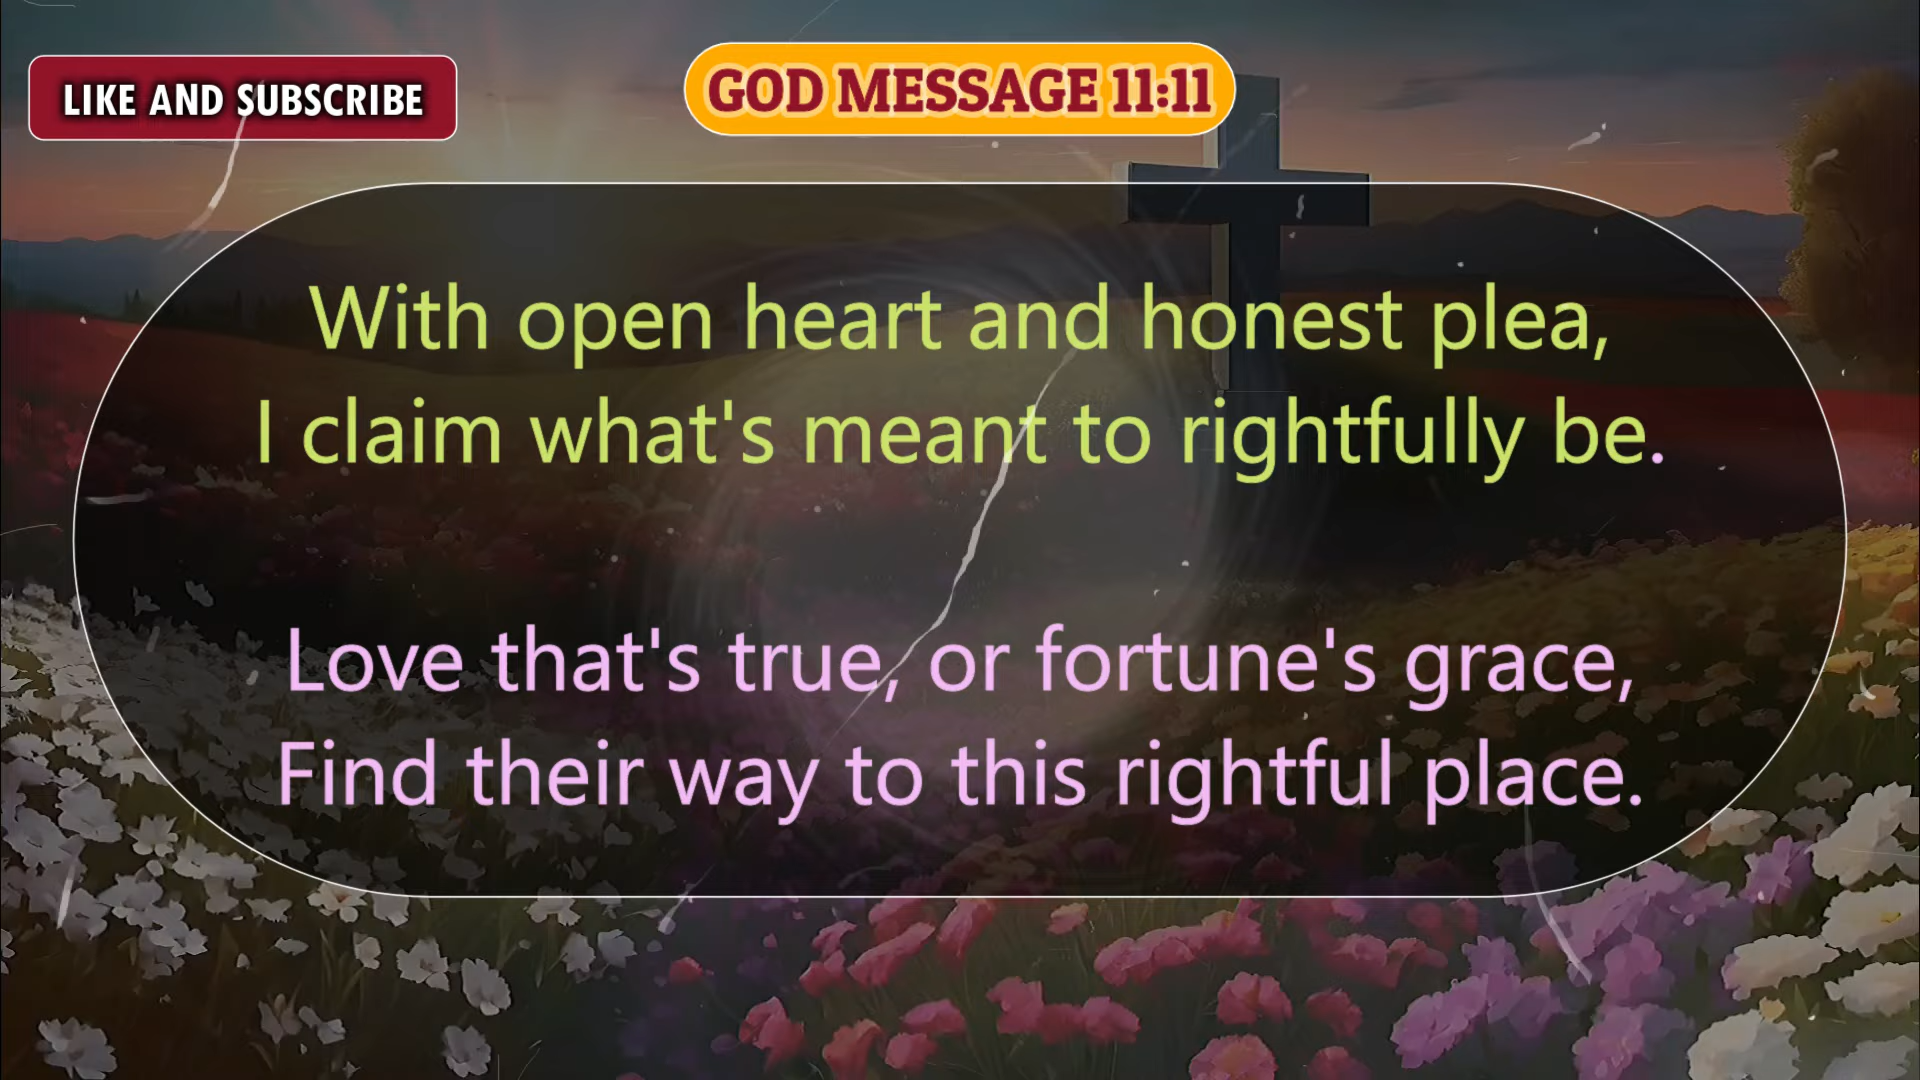 LIKE AND SUBSCRIBE
GOD MESSAGE 11:11
With open heart and honest plea,
I claim what's meant to rightfully be.
Love that's true, or fortune's grace,
Find their way to this rightful place.